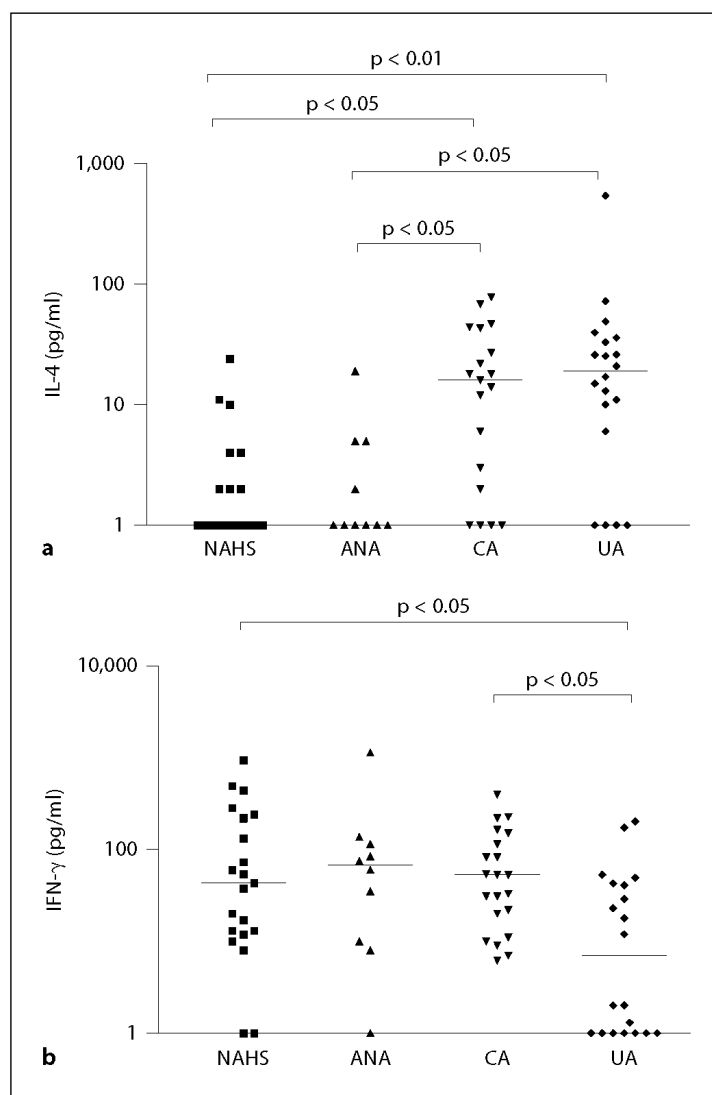 p < 0.01
p < 0.05
1,000
p < 0.05
p < 0.05
100
IL-4 (pg/ml)
10
1
a
NAHS ANA CA UA
p < 0.05
10,000
p < 0.05
IFN-γ (pg/ml)
100
1
b
NAHS ANA CA UA